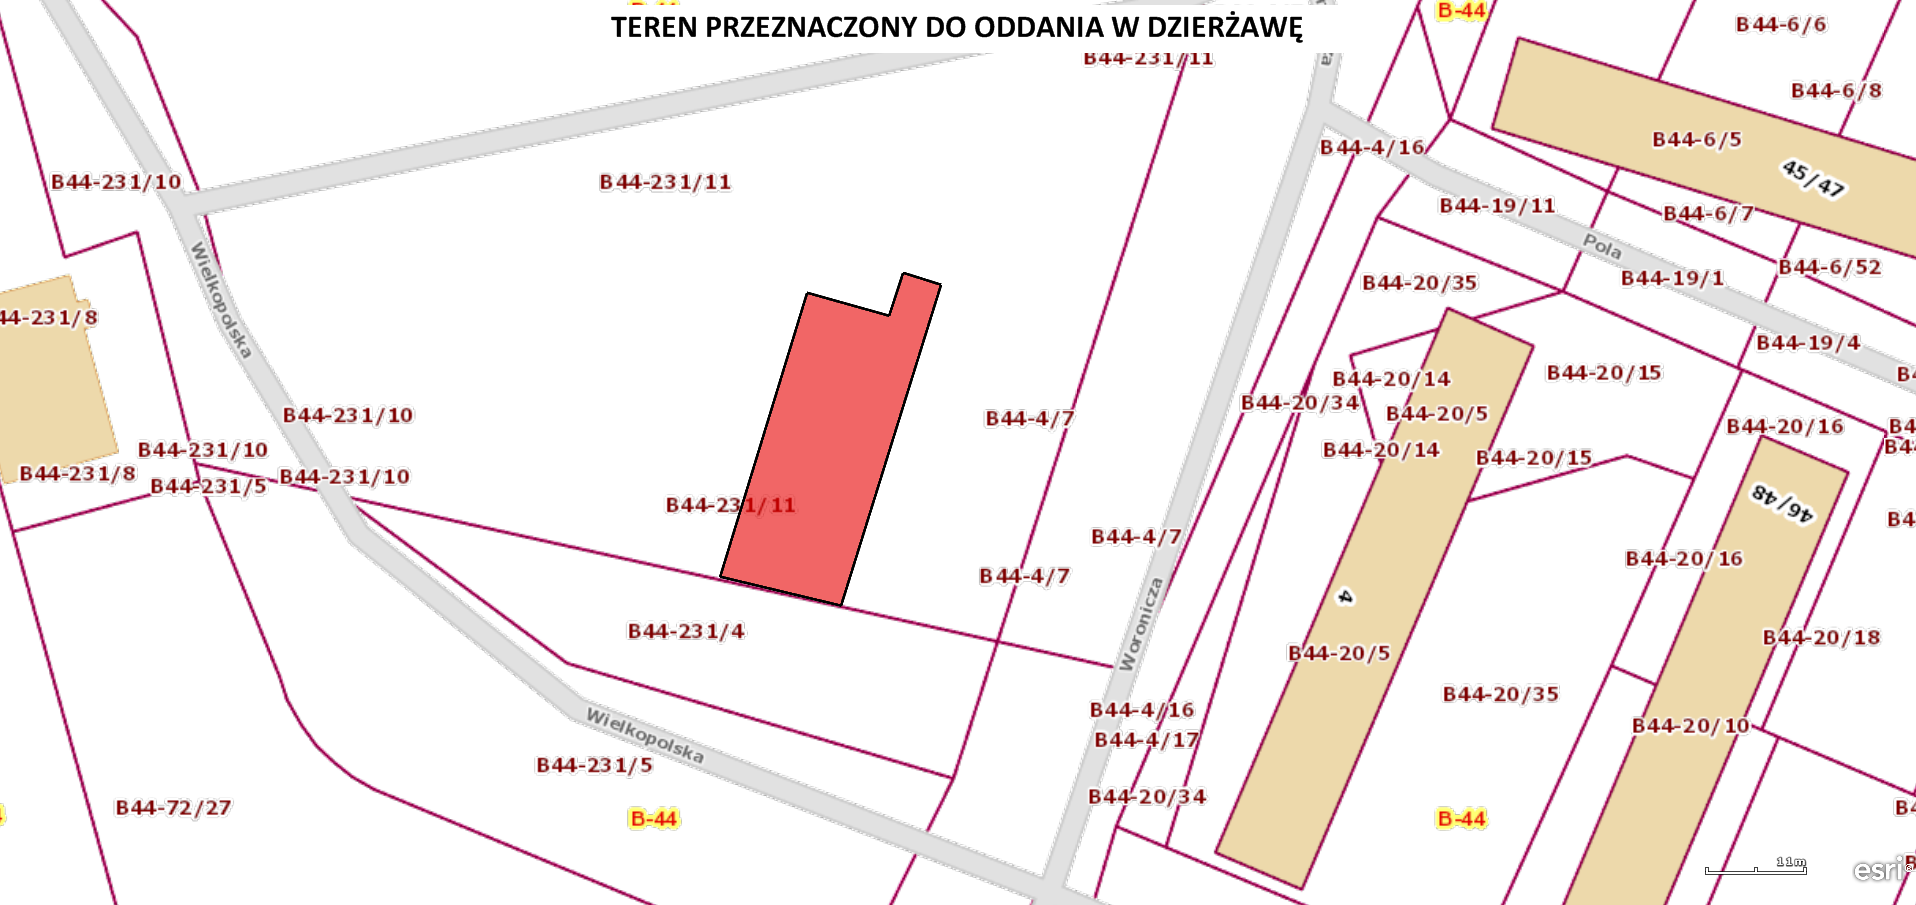 B-44
TEREN PRZEZNACZONY DO ODDANIA W DZIERŻAWĘ
B-44
B44-6/6
B44-231/11
B44-6/8
B44-6/5
B44-4/16
45/47
B44-231/10
B44-231/11
B44-19/11
B44-6/7
Pola
B44-6/52
B44-19/1
B44-20/35
Wielkopolska
44-231/8
B44-19/4
B44-20/15
B44-20/14
B44-20/34
B44-20/5
B44-231/10
B44-4/7
B44-20/16
B44-231/10
B44-20/14
B44-20/15
B44-231/8
B44-231/10
B44-231/5
B44-231/11
46/48
B44-4/7
B44-20/16
B44-4/7
4
Woronicza
B44-231/4
B44-20/18
B44-20/5
B44-20/35
B44-4/16
Wielkopolska
B44-20/10
B44-4/17
B44-231/5
B44-20/34
B44-72/27
B-44
B-44
11m
esri